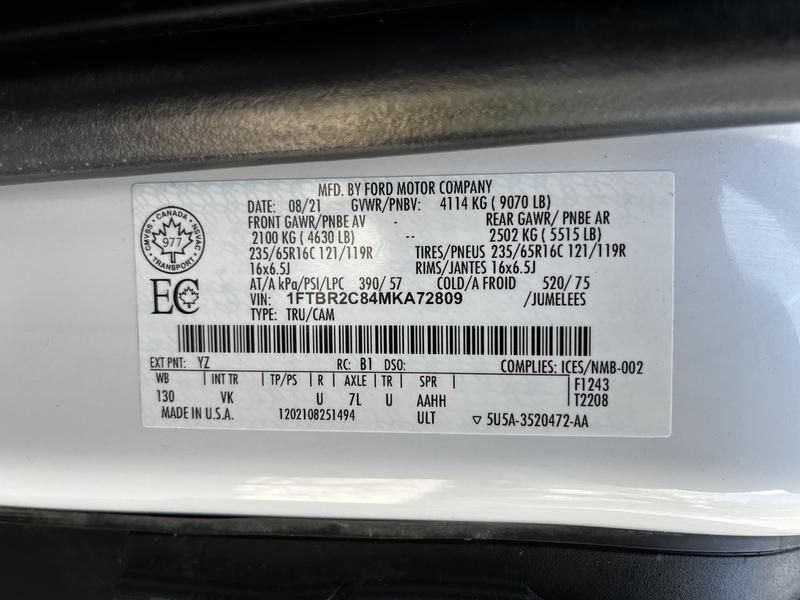 MFD. BY FORD MOTOR COMPANY
DATE: 08/21 GVWR/PNBV: 4114 KG ( 9070 LB)
FRONT GAWR/PNBE AV - REAR GAWR/ PNBE AR
2100 KG ( 4630 LB) -- 2502 KG ( 5515 LB)
235/65R16C 121/119R TIRES/PNEUS 235/65R16C 121/119R
16x6.5J RIMS/JANTES 16x6.5J
AT/A kPa/PSI/LPC 390/ 57 COLD/A FROID 520/ 75
VIN: 1FTBR2C84MKA72809 /JUMELEES
TYPE: TRU/CAM
CMVSS · CANADA · NSVAC · TRANSPORT
977
EC
EXT PNT: YZ RC: B1 DSO: COMPLIES: ICES/NMB-002
WB INT TR TP/PS R AXLE TR SPR F1243
130 VK U 7L U AAHH T2208
MADE IN U.S.A. 1202108251494 ULT ▽ 5U5A-3520472-AA